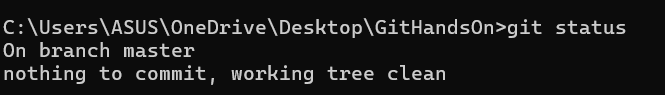 C:\Users\ASUS\OneDrive\Desktop\GitHandsOn>git status
On branch master
nothing to commit, working tree clean